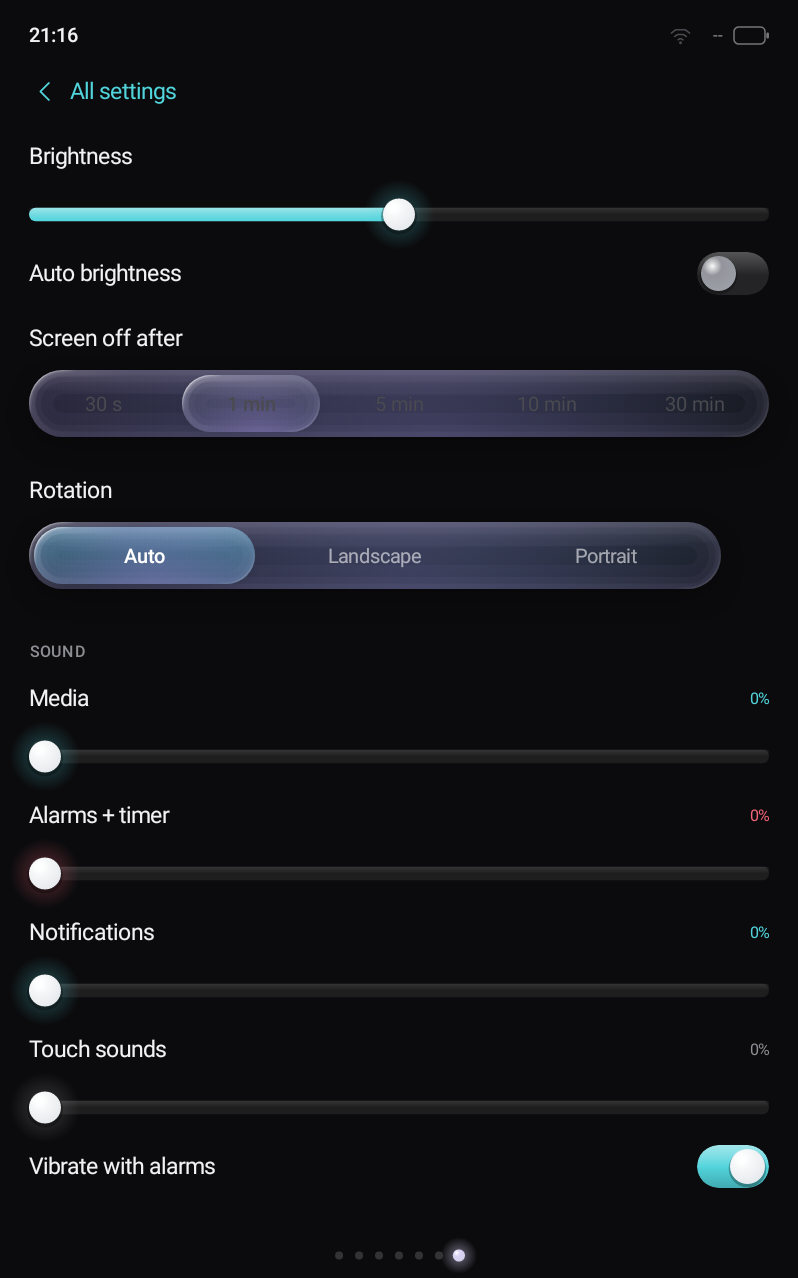 21:16
--
All settings
Brightness
Auto brightness
Screen off after
30 s 1 min 5 min 10 min 30 min
Rotation
Auto Landscape Portrait
SOUND
Media 0%
Alarms + timer 0%
Notifications 0%
Touch sounds 0%
Vibrate with alarms